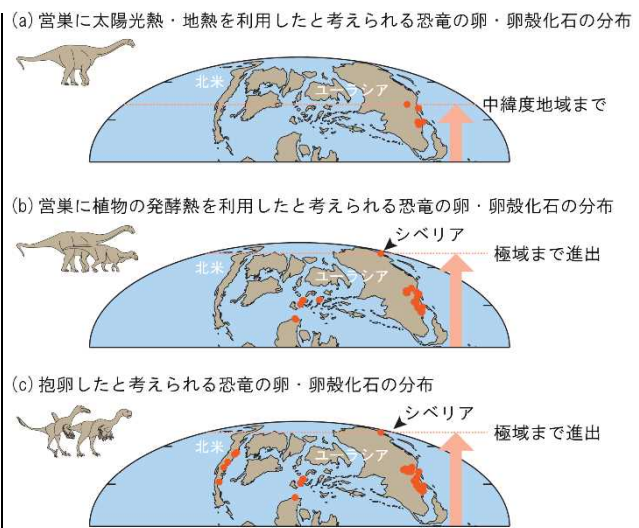 (a) 営巣に太陽光熱・地熱を利用したと考えられる恐竜の卵・卵殻化石の分布
北米
ユーラシア
中緯度地域まで
(b) 営巣に植物の発酵熱を利用したと考えられる恐竜の卵・卵殻化石の分布
シベリア
北米
極域まで進出
ユーラシア
(c) 抱卵したと考えられる恐竜の卵・卵殻化石の分布
シベリア
北米
極域まで進出
ユーラシア